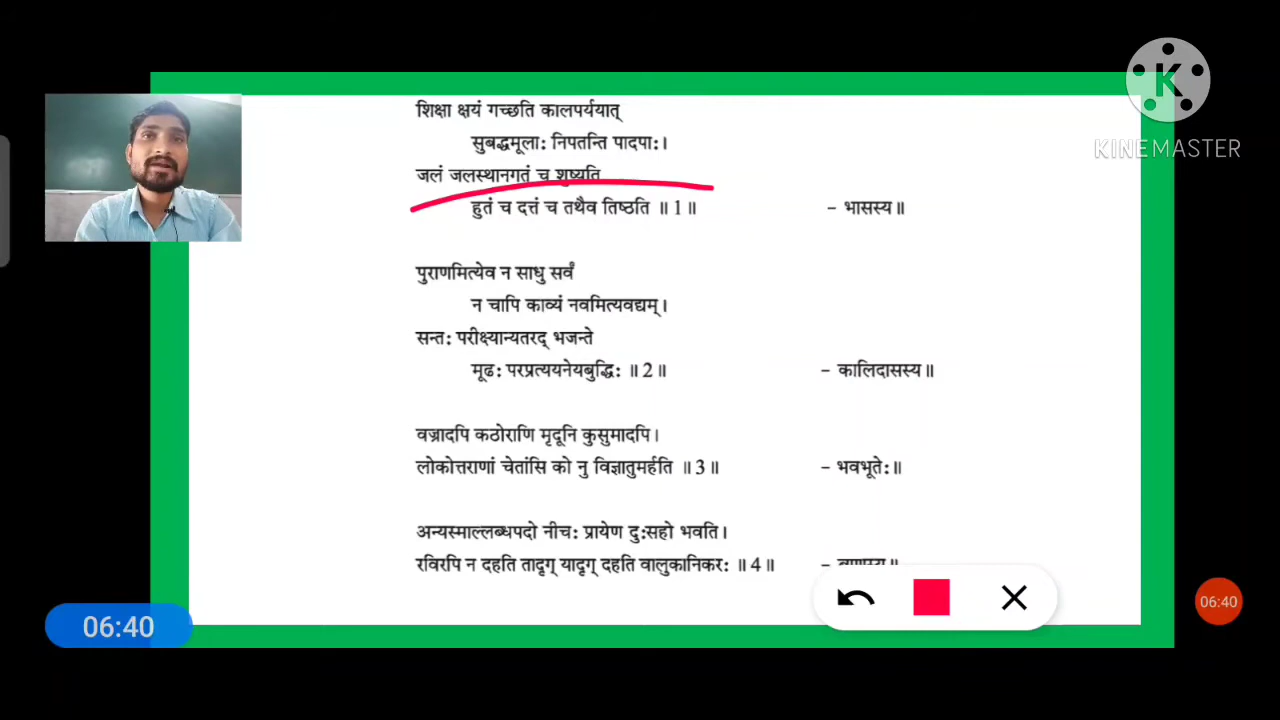 शिक्षा क्षयं गच्छति कालपर्ययात्
सुबद्धमूलाः निपतन्ति पादपाः।
जलं जलस्थानगतं च शुष्यति
हुतं च दत्तं च तथैव तिष्ठति ॥1॥ – भासस्य॥
पुराणमित्येव न साधु सर्वं
न चापि काव्यं नवमित्यवद्यम्।
सन्तः परीक्ष्यान्यतरद् भजन्ते
मूढः परप्रत्ययनेयबुद्धिः ॥2॥ – कालिदासस्य॥
वज्रादपि कठोराणि मृदूनि कुसुमादपि।
लोकोत्तराणां चेतांसि को नु विज्ञातुमर्हति ॥3॥ – भवभूतेः॥
अन्यस्माल्लब्धपदो नीचः प्रायेण दुःसहो भवति।
रविरपि न दहति तादृग् यादृग् दहति वालुकानिकरः ॥4॥
K
KINEMASTER
06:40
06:40